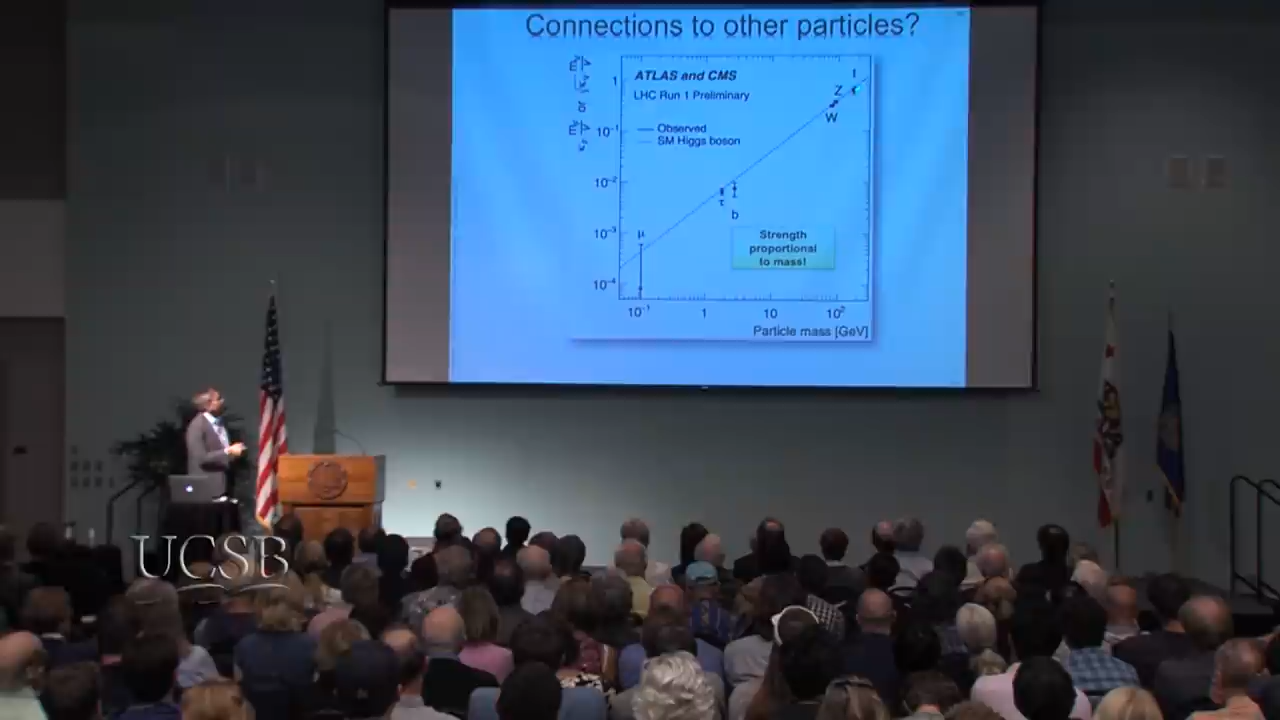 Connections to other particles?
ATLAS and CMS
LHC Run 1 Preliminary
Observed
SM Higgs boson
1
10⁻¹
10⁻²
10⁻³
10⁻⁴
t
Z
W
τ
b
μ
Strength
proportional
to mass!
10⁻¹ 1 10 10²
Particle mass [GeV]
UCSB